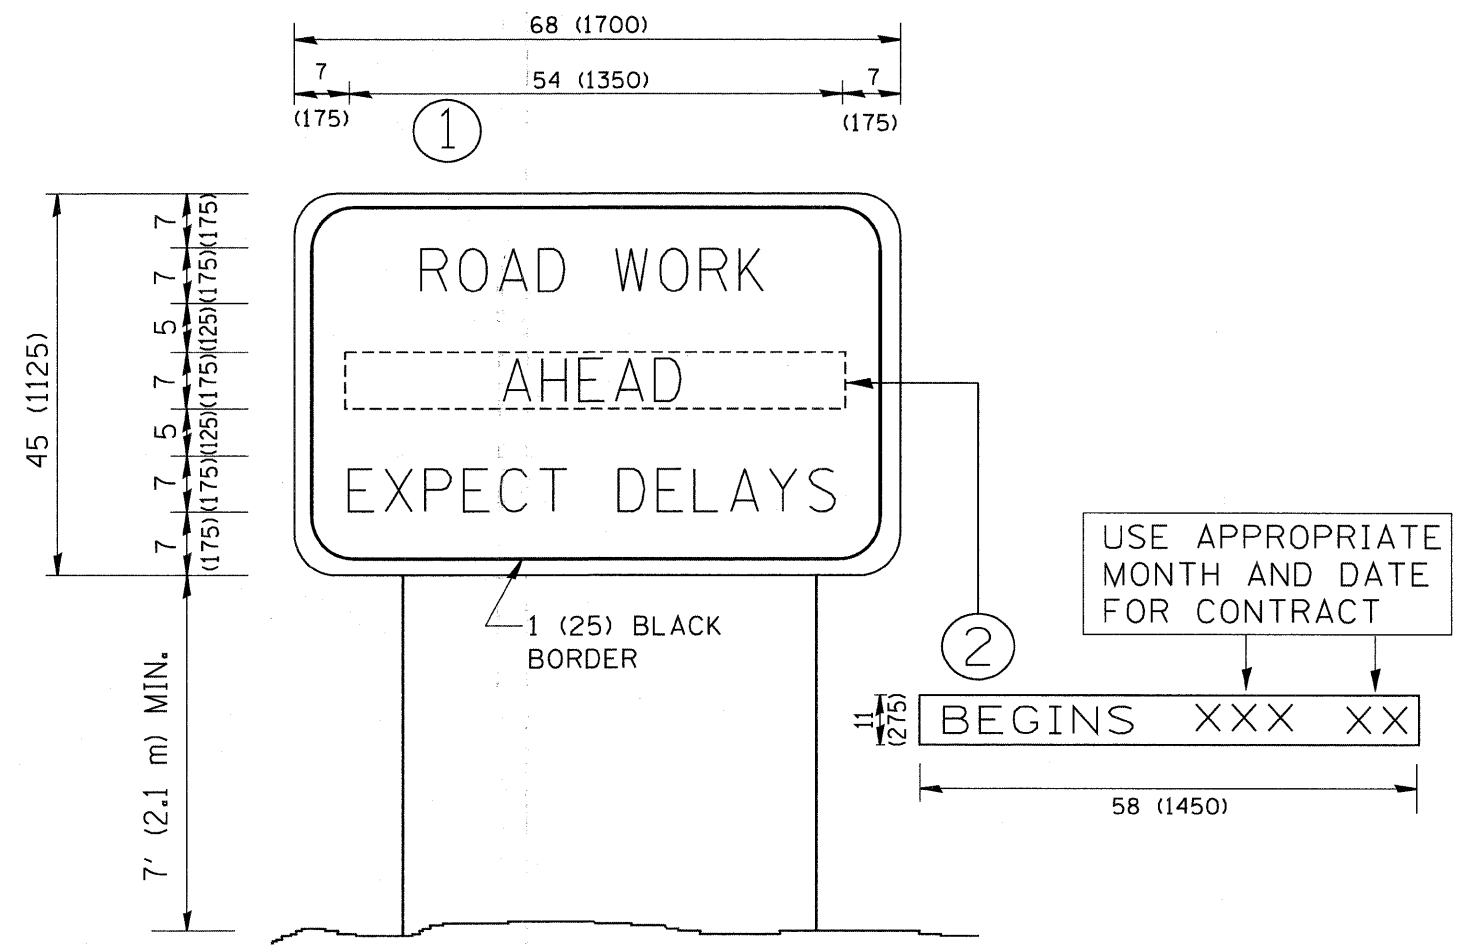 68 (1700)
7
54 (1350)
7
(175)
(175)
1
45 (1125)
7
(175)
7
(175)
5
(125)
7
(175)
5
(125)
7
(175)
7
(175)
ROAD WORK
AHEAD
EXPECT DELAYS
1 (25) BLACK
BORDER
7' (2.1 m) MIN.
USE APPROPRIATE
MONTH AND DATE
FOR CONTRACT
2
11
(275)
BEGINS XXX XX
58 (1450)